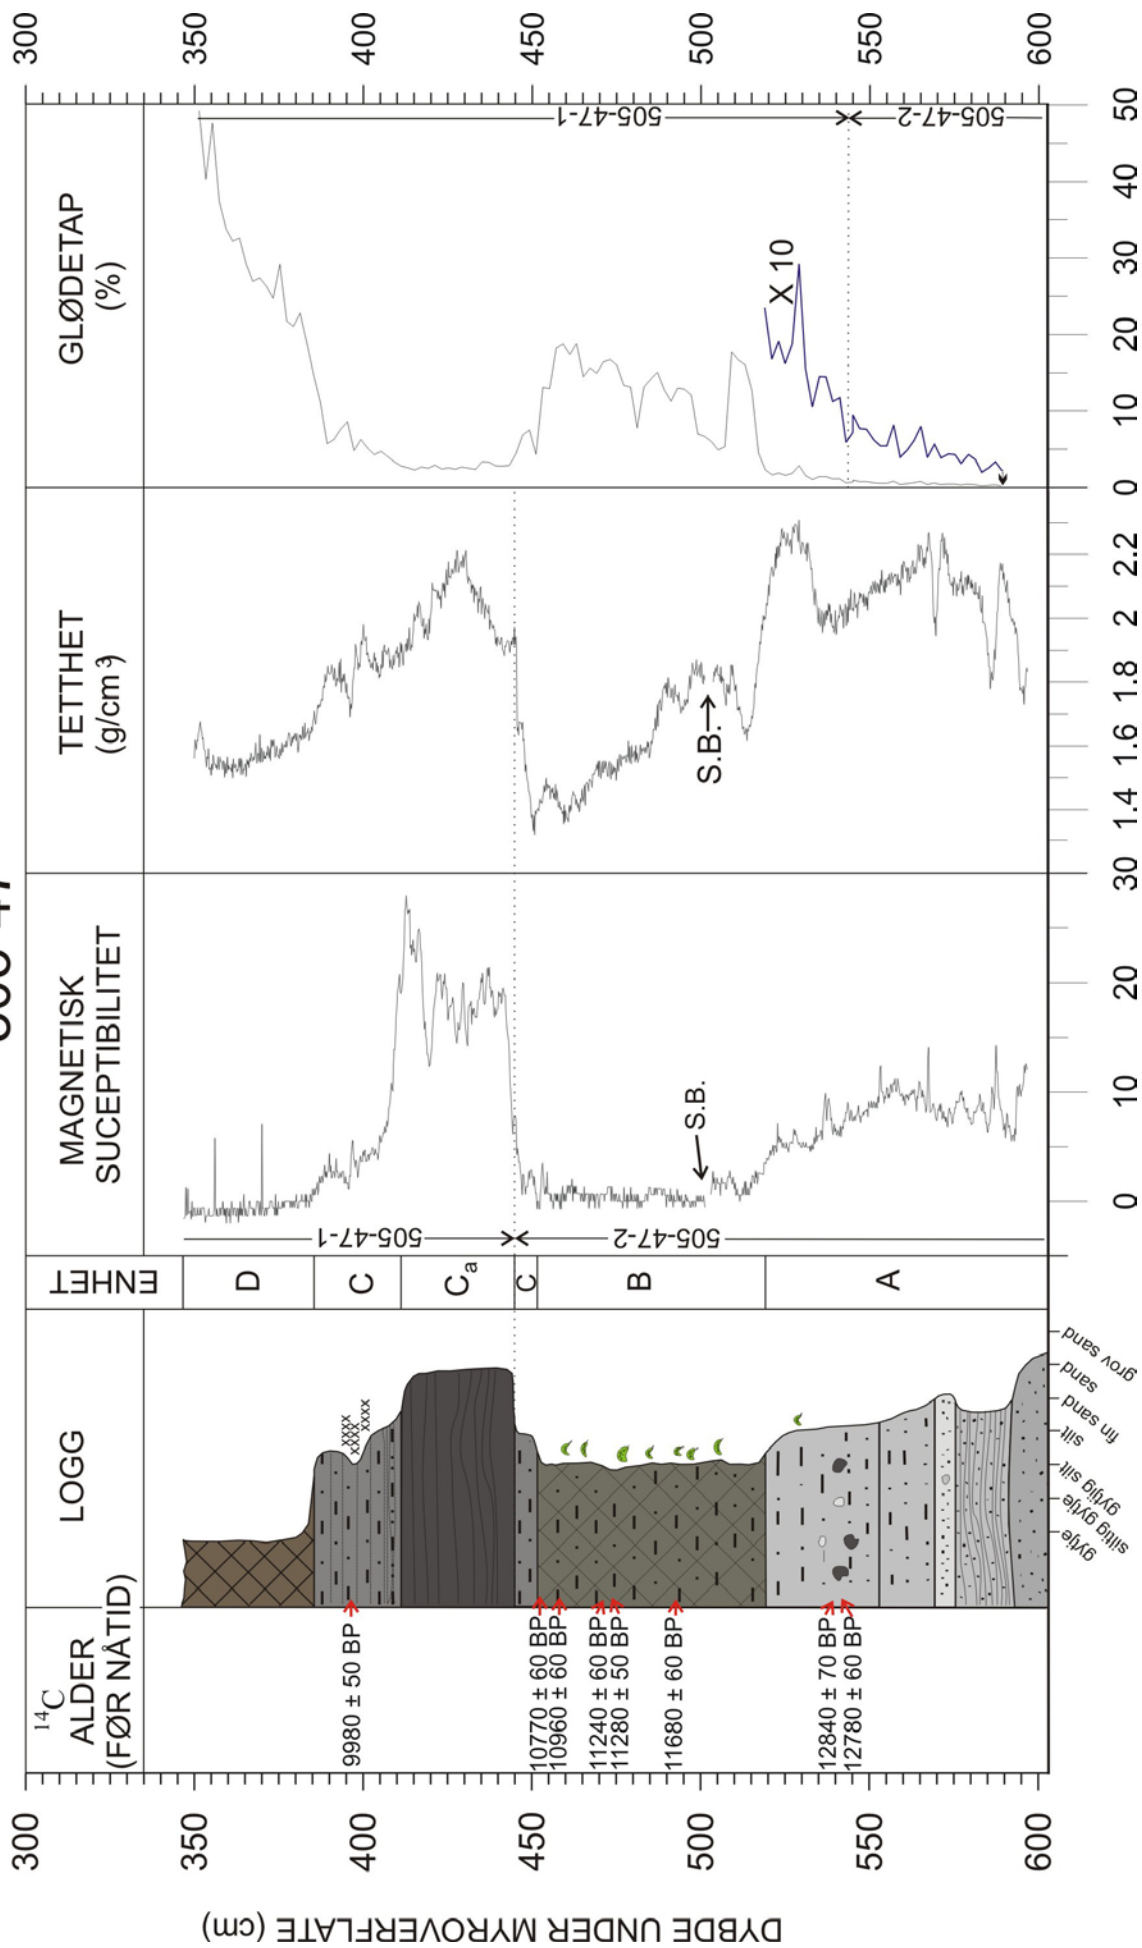 ¹⁴C
ALDER
(FØR NÅTID)
LOGG
ENHET
MAGNETISK
SUCEPTIBILITET
TETTHET
(g/cm³)
GLØDETAP
(%)
DYBDE UNDER MYROVERFLATE (cm)
300
350
400
450
500
550
600
9980 ± 50 BP
10770 ± 60 BP
10960 ± 60 BP
11240 ± 60 BP
11280 ± 50 BP
11680 ± 60 BP
12840 ± 70 BP
12780 ± 60 BP
xxxx
xxxx
xxxx
gytje
siltig gytje
gytjig silt
silt
fin sand
sand
grov sand
D
C
Cᵃ
C
B
A
505-47-1
505-47-2
S.B.
0
10
20
30
S.B.
1.4
1.6
1.8
2
2.2
X 10
505-47-1
505-47-2
0
10
20
30
40
50
300
350
400
450
500
550
600